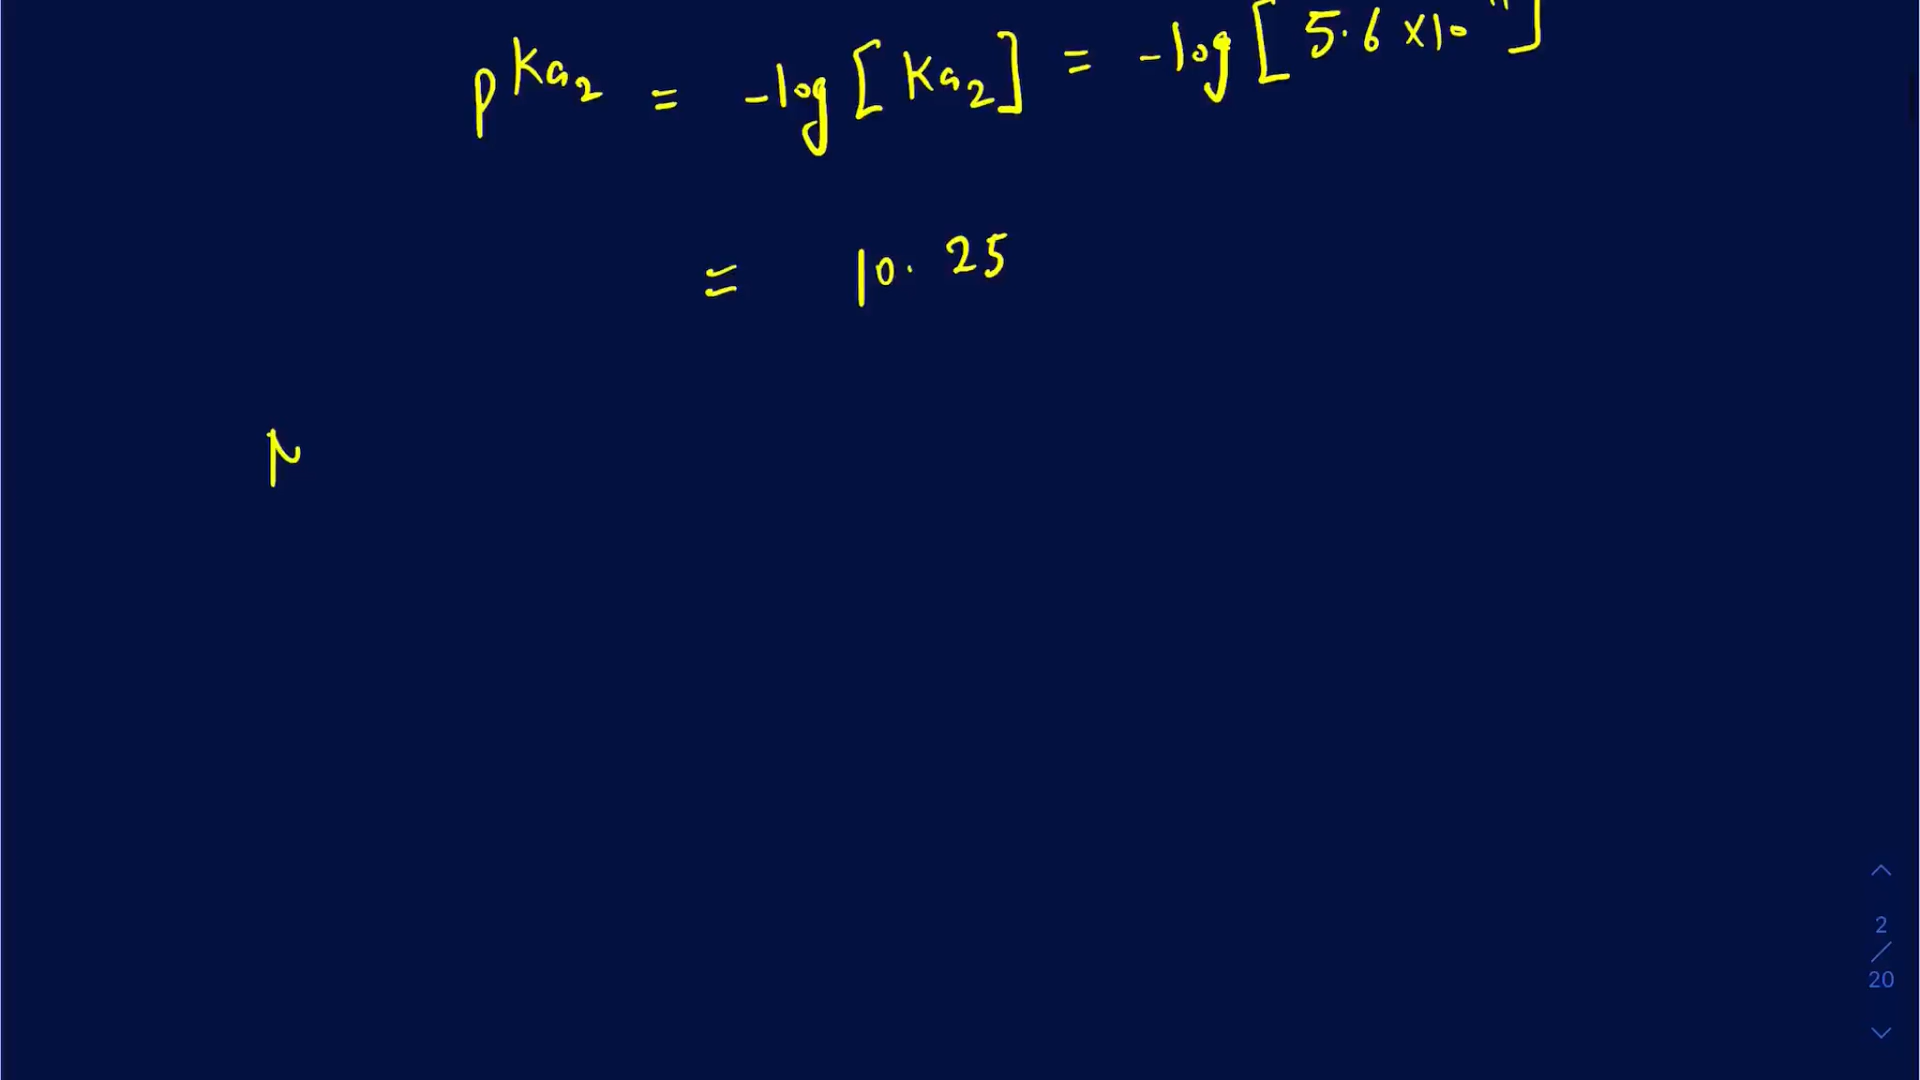 pKa₂ = -log[Ka₂] = -log[5.6 x10
= 10.25
2
/
20